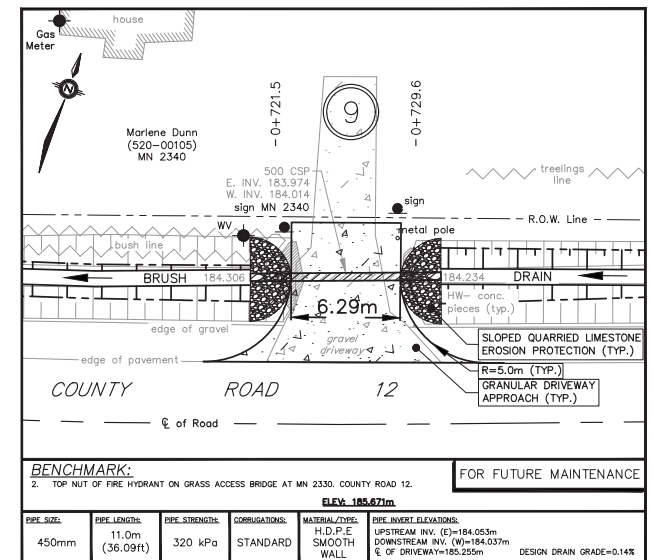 house
Gas
Meter
N
Marlene Dunn
(520-00105)
MN 2340
- 0+721.5
9
- 0+729.6
500 CSP
E. INV. 183.974
W. INV. 184.014
sign MN 2340
sign
treelings
line
R.O.W. Line
WV
metal pole
bush line
BRUSH
184.306
184.234
DRAIN
6.29m
HW- conc.
pieces (typ.)
edge of gravel
gravel
driveway
SLOPED QUARRIED LIMESTONE
EROSION PROTECTION (TYP.)
edge of pavement
R=5.0m (TYP.)
GRANULAR DRIVEWAY
APPROACH (TYP.)
COUNTY ROAD 12
℄ of Road
BENCHMARK:
2. TOP NUT OF FIRE HYDRANT ON GRASS ACCESS BRIDGE AT MN 2330. COUNTY ROAD 12.
FOR FUTURE MAINTENANCE
ELEV: 185.671m
PIPE SIZE:
450mm
PIPE LENGTH:
11.0m
(36.09ft)
PIPE STRENGTH:
320 kPa
CORRUGATIONS:
STANDARD
MATERIAL/TYPE:
H.D.P.E
SMOOTH
WALL
PIPE INVERT ELEVATIONS:
UPSTREAM INV. (E)=184.053m
DOWNSTREAM INV. (W)=184.037m
℄ OF DRIVEWAY=185.255m DESIGN DRAIN GRADE=0.14%